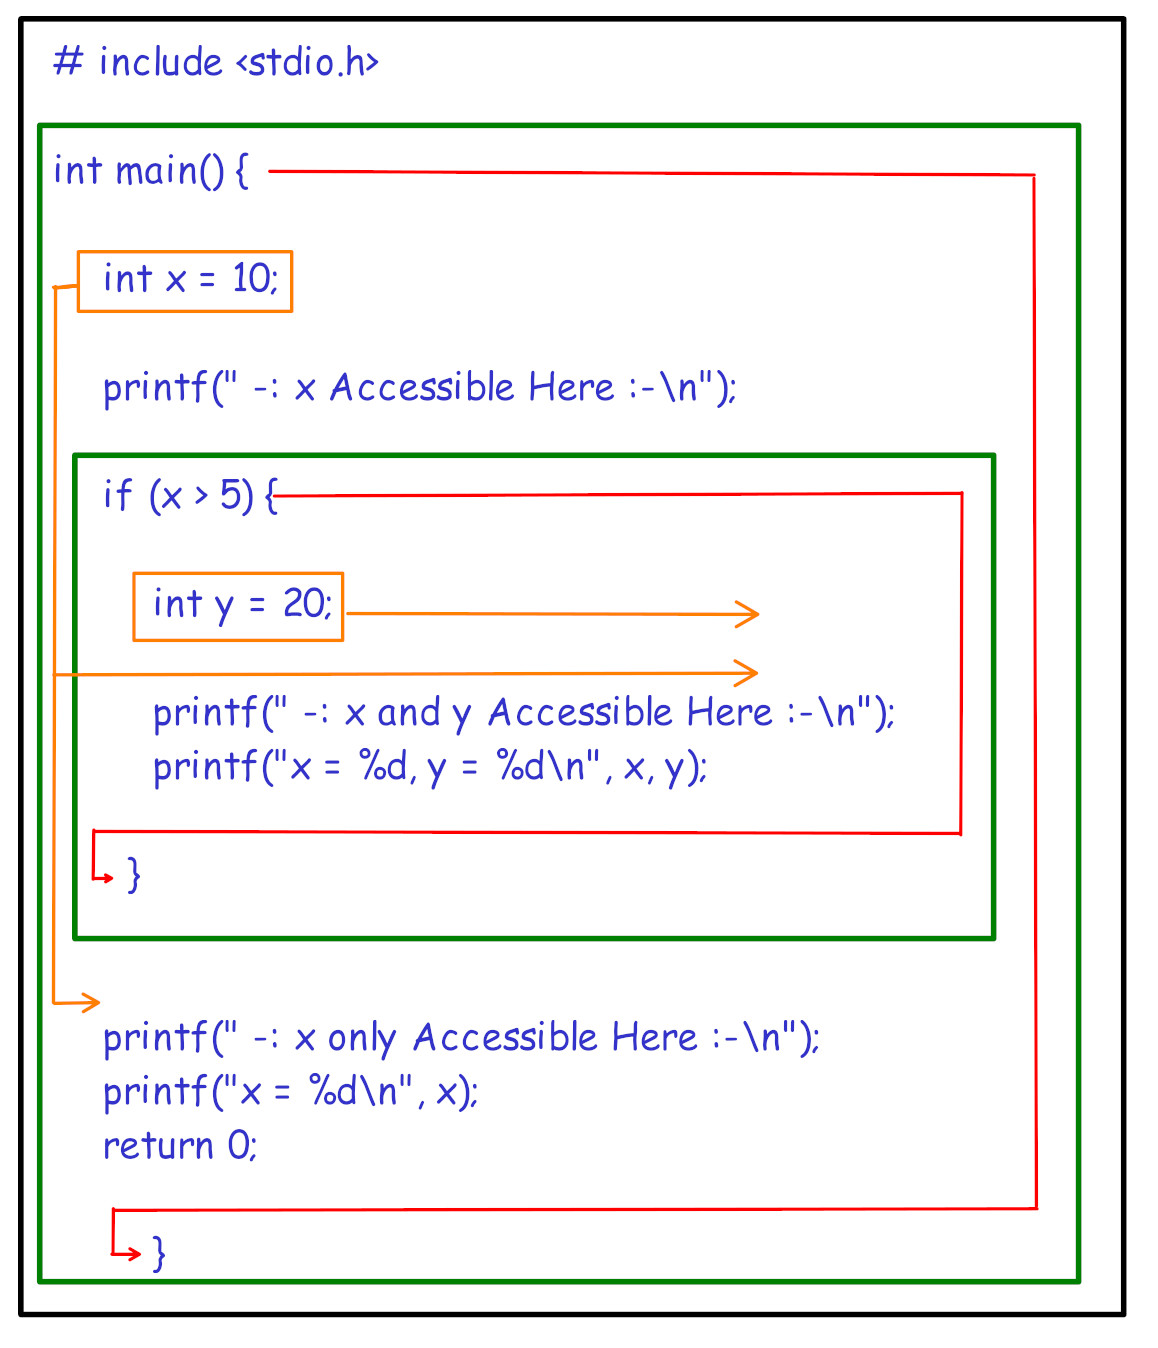 # include <stdio.h>
int main() {
int x = 10;
printf(" -: x Accessible Here :-\n");
if (x > 5) {
int y = 20;
printf(" -: x and y Accessible Here :-\n");
printf("x = %d, y = %d\n", x, y);
}
printf(" -: x only Accessible Here :-\n");
printf("x = %d\n", x);
return 0;
}